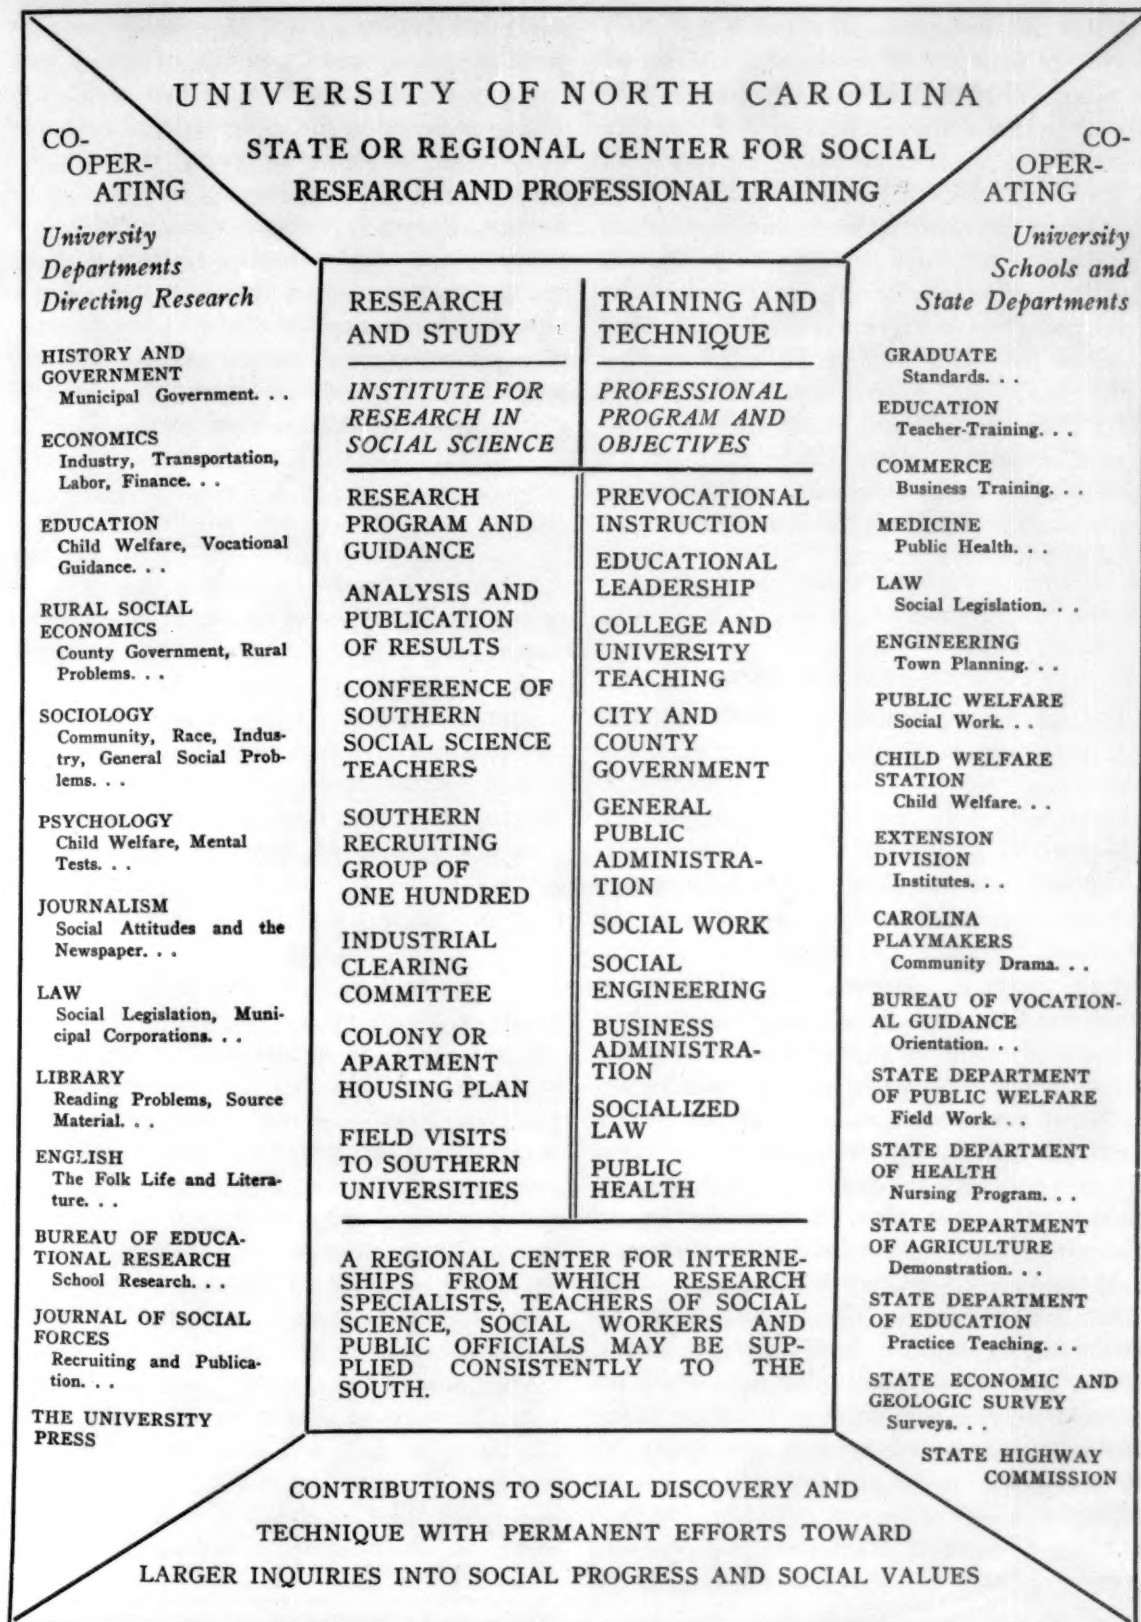 UNIVERSITY OF NORTH CAROLINA
STATE OR REGIONAL CENTER FOR SOCIAL
RESEARCH AND PROFESSIONAL TRAINING
CO-
OPER-
ATING
University
Departments
Directing Research
HISTORY AND
GOVERNMENT
Municipal Government. . .
ECONOMICS
Industry, Transportation,
Labor, Finance. . .
EDUCATION
Child Welfare, Vocational
Guidance. . .
RURAL SOCIAL
ECONOMICS
County Government, Rural
Problems. . .
SOCIOLOGY
Community, Race, Indus-
try, General Social Prob-
lems. . .
PSYCHOLOGY
Child Welfare, Mental
Tests. . .
JOURNALISM
Social Attitudes and the
Newspaper. . .
LAW
Social Legislation, Muni-
cipal Corporations. . .
LIBRARY
Reading Problems, Source
Material. . .
ENGLISH
The Folk Life and Litera-
ture. . .
BUREAU OF EDUCA-
TIONAL RESEARCH
School Research. . .
JOURNAL OF SOCIAL
FORCES
Recruiting and Publica-
tion. . .
THE UNIVERSITY
PRESS
RESEARCH
AND STUDY
INSTITUTE FOR
RESEARCH IN
SOCIAL SCIENCE
RESEARCH
PROGRAM AND
GUIDANCE
ANALYSIS AND
PUBLICATION
OF RESULTS
CONFERENCE OF
SOUTHERN
SOCIAL SCIENCE
TEACHERS
SOUTHERN
RECRUITING
GROUP OF
ONE HUNDRED
INDUSTRIAL
CLEARING
COMMITTEE
COLONY OR
APARTMENT
HOUSING PLAN
FIELD VISITS
TO SOUTHERN
UNIVERSITIES
TRAINING AND
TECHNIQUE
PROFESSIONAL
PROGRAM AND
OBJECTIVES
PREVOCATIONAL
INSTRUCTION
EDUCATIONAL
LEADERSHIP
COLLEGE AND
UNIVERSITY
TEACHING
CITY AND
COUNTY
GOVERNMENT
GENERAL
PUBLIC
ADMINISTRA-
TION
SOCIAL WORK
SOCIAL
ENGINEERING
BUSINESS
ADMINISTRA-
TION
SOCIALIZED
LAW
PUBLIC
HEALTH
A REGIONAL CENTER FOR INTERNE-
SHIPS FROM WHICH RESEARCH
SPECIALISTS, TEACHERS OF SOCIAL
SCIENCE, SOCIAL WORKERS AND
PUBLIC OFFICIALS MAY BE SUP-
PLIED CONSISTENTLY TO THE
SOUTH.
CO-
OPER-
ATING
University
Schools and
State Departments
GRADUATE
Standards. . .
EDUCATION
Teacher-Training. . .
COMMERCE
Business Training. . .
MEDICINE
Public Health. . .
LAW
Social Legislation. . .
ENGINEERING
Town Planning. . .
PUBLIC WELFARE
Social Work. . .
CHILD WELFARE
STATION
Child Welfare. . .
EXTENSION
DIVISION
Institutes. . .
CAROLINA
PLAYMAKERS
Community Drama. . .
BUREAU OF VOCATION-
AL GUIDANCE
Orientation. . .
STATE DEPARTMENT
OF PUBLIC WELFARE
Field Work. . .
STATE DEPARTMENT
OF HEALTH
Nursing Program. . .
STATE DEPARTMENT
OF AGRICULTURE
Demonstration. . .
STATE DEPARTMENT
OF EDUCATION
Practice Teaching. . .
STATE ECONOMIC AND
GEOLOGIC SURVEY
Surveys. . .
STATE HIGHWAY
COMMISSION
CONTRIBUTIONS TO SOCIAL DISCOVERY AND
TECHNIQUE WITH PERMANENT EFFORTS TOWARD
LARGER INQUIRIES INTO SOCIAL PROGRESS AND SOCIAL VALUES